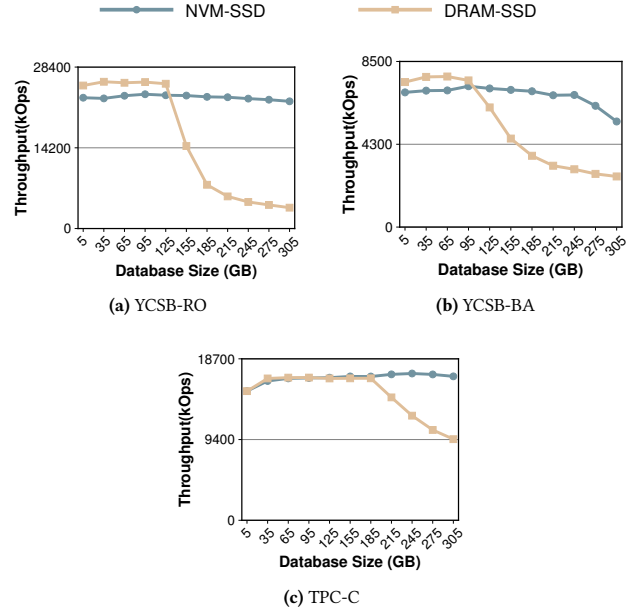 NVM-SSD DRAM-SSD
28400
14200
0
Throughput(kOps)
5 35 65 95 125 155 185 215 245 275 305
Database Size (GB)
(a) YCSB-RO
8500
4300
0
Throughput(kOps)
5 35 65 95 125 155 185 215 245 275 305
Database Size (GB)
(b) YCSB-BA
18700
9400
0
Throughput(kOps)
5 35 65 95 125 155 185 215 245 275 305
Database Size (GB)
(c) TPC-C